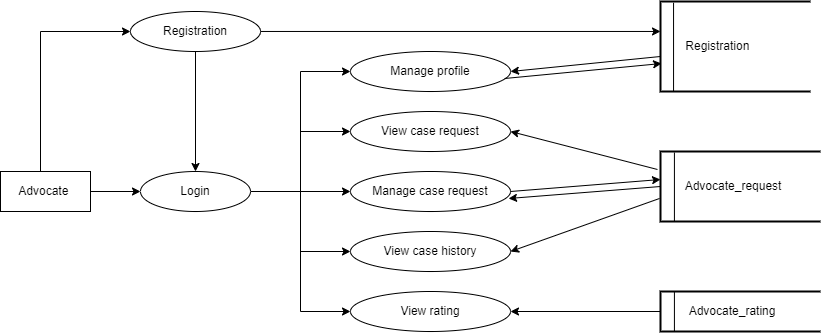 Registration
Registration
Manage profile
View case request
Advocate
Login
Manage case request
Advocate_request
View case history
View rating
Advocate_rating